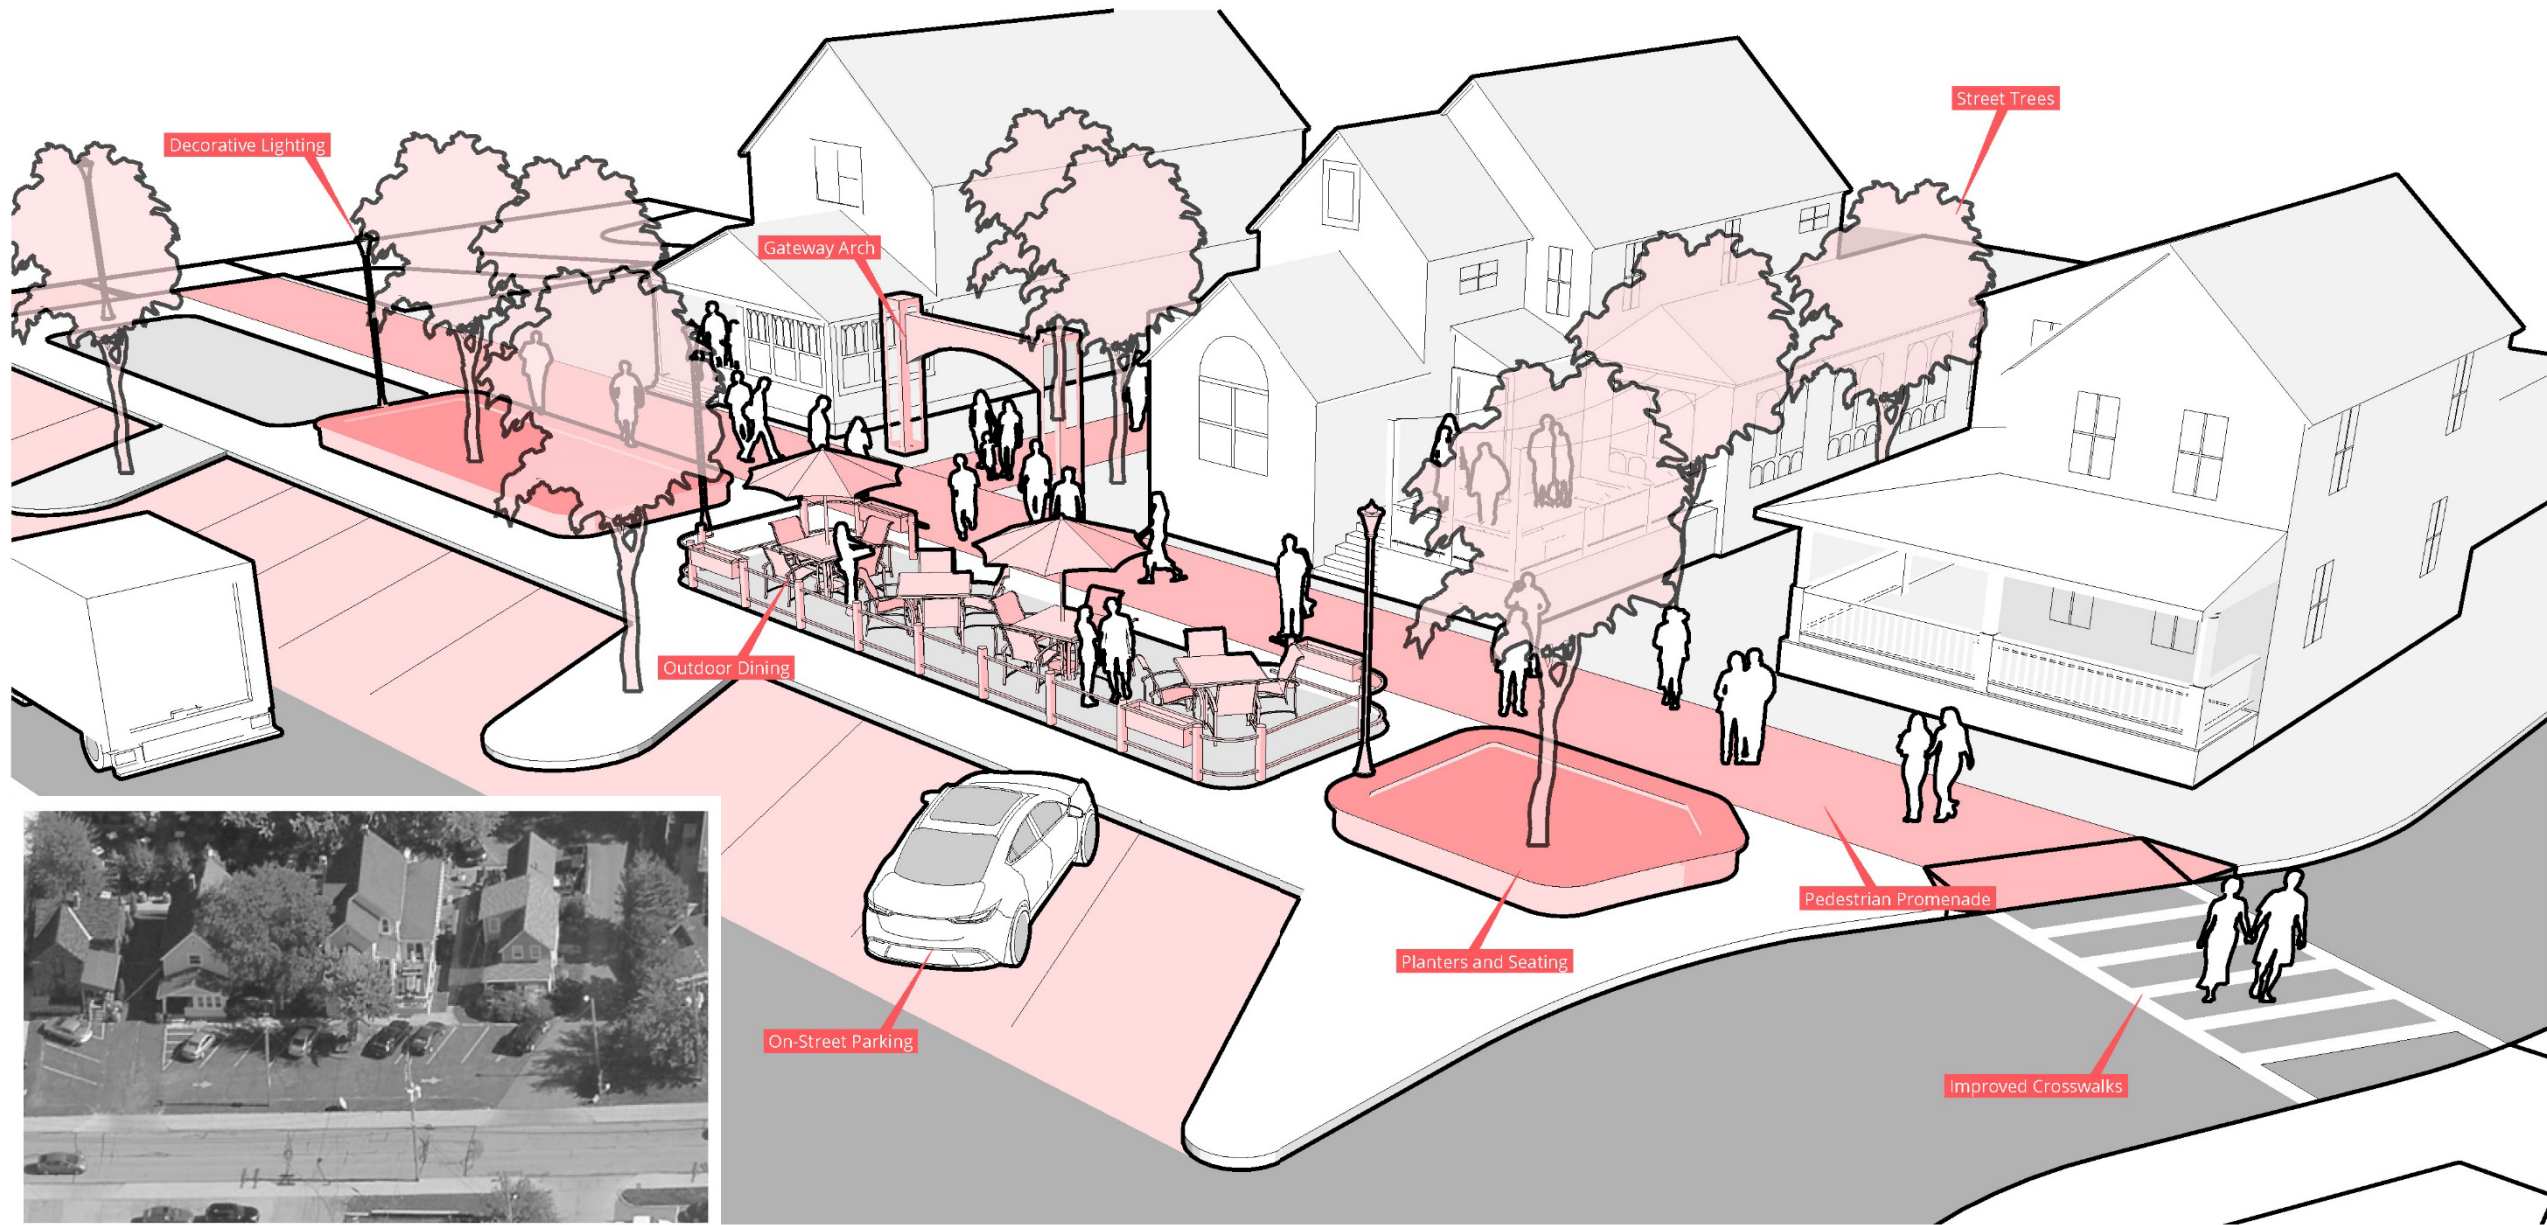 Street Trees
Decorative Lighting
Gateway Arch
Outdoor Dining
Pedestrian Promenade
Planters and Seating
On-Street Parking
Improved Crosswalks